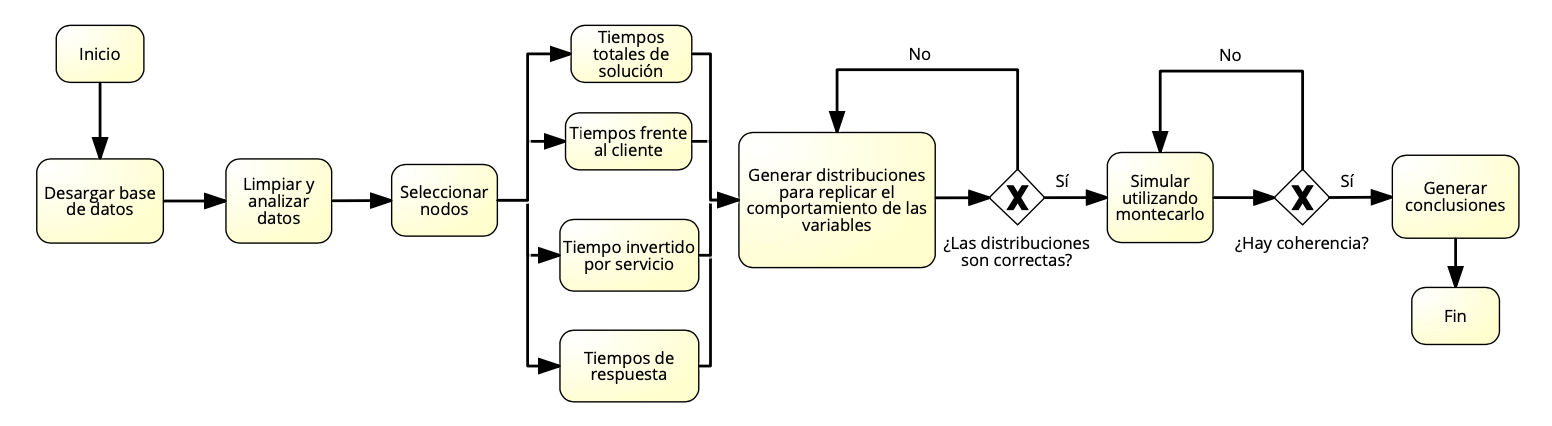 Inicio
Desargar base
de datos
Limpiar y
analizar
datos
Seleccionar
nodos
Tiempos
totales de
solución
Tiempos frente
al cliente
Tiempo invertido
por servicio
Tiempos de
respuesta
Generar distribuciones
para replicar el
comportamiento de las
variables
No
X
Sí
¿Las distribuciones
son correctas?
Simular
utilizando
montecarlo
No
X
Sí
¿Hay coherencia?
Generar
conclusiones
Fin